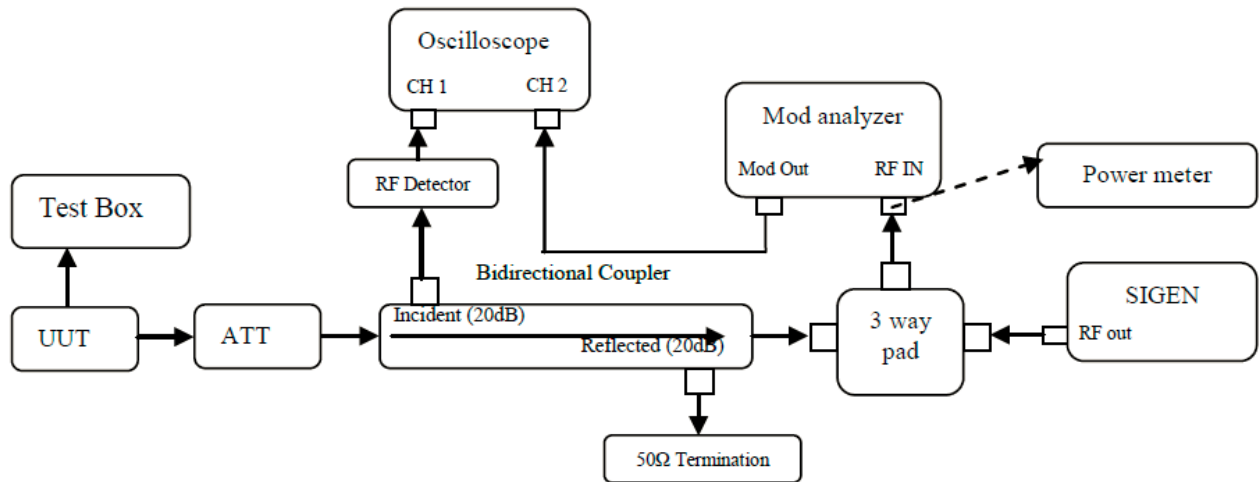 Oscilloscope
CH 1
CH 2
Mod analyzer
Mod Out
RF IN
Power meter
RF Detector
Test Box
Bidirectional Coupler
UUT
ATT
Incident (20dB)
Reflected (20dB)
3 way
pad
SIGEN
RF out
50Ω Termination